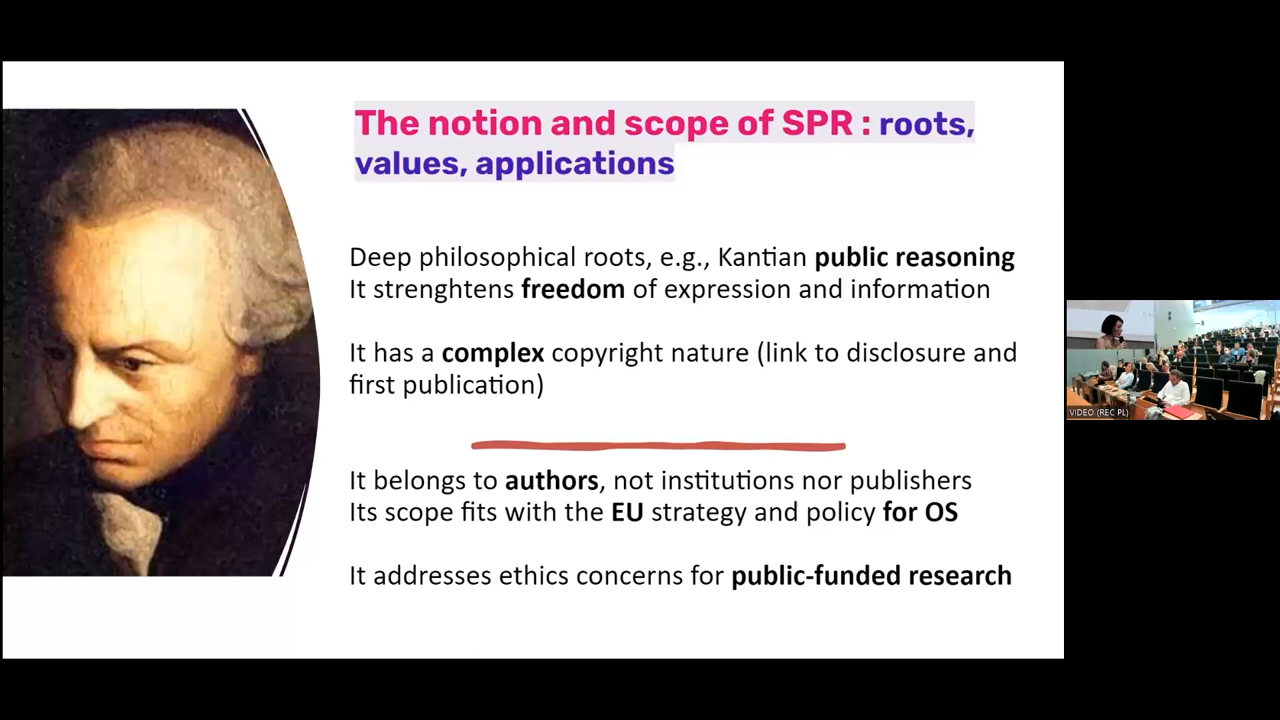 The notion and scope of SPR : roots,
values, applications
Deep philosophical roots, e.g., Kantian public reasoning
It strenghtens freedom of expression and information
It has a complex copyright nature (link to disclosure and
first publication)
It belongs to authors, not institutions nor publishers
Its scope fits with the EU strategy and policy for OS
It addresses ethics concerns for public-funded research
VIDEO (REC PL)